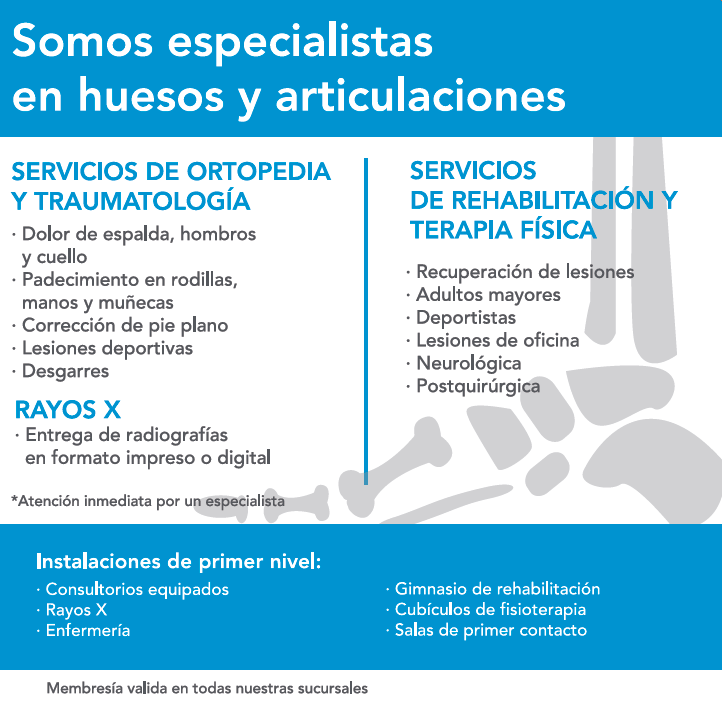 Somos especialistas
en huesos y articulaciones
SERVICIOS DE ORTOPEDIA
Y TRAUMATOLOGÍA
· Dolor de espalda, hombros
y cuello
· Padecimiento en rodillas,
manos y muñecas
· Corrección de pie plano
· Lesiones deportivas
· Desgarres
RAYOS X
· Entrega de radiografías
en formato impreso o digital
*Atención inmediata por un especialista
SERVICIOS
DE REHABILITACIÓN Y
TERAPIA FÍSICA
· Recuperación de lesiones
· Adultos mayores
· Deportistas
· Lesiones de oficina
· Neurológica
· Postquirúrgica
Instalaciones de primer nivel:
· Consultorios equipados
· Rayos X
· Enfermería
· Gimnasio de rehabilitación
· Cubículos de fisioterapia
· Salas de primer contacto
Membresía valida en todas nuestras sucursales